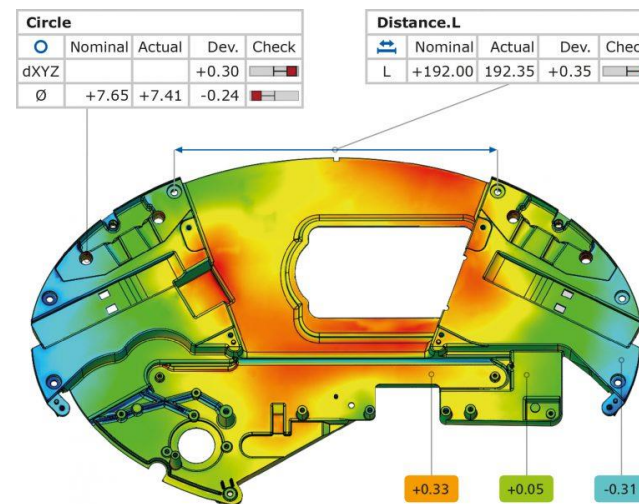 Circle
Nominal Actual Dev. Check
dXYZ +0.30
Ø +7.65 +7.41 -0.24
Distance.L
Nominal Actual Dev. Chec
L +192.00 192.35 +0.35
+0.33 +0.05 -0.31